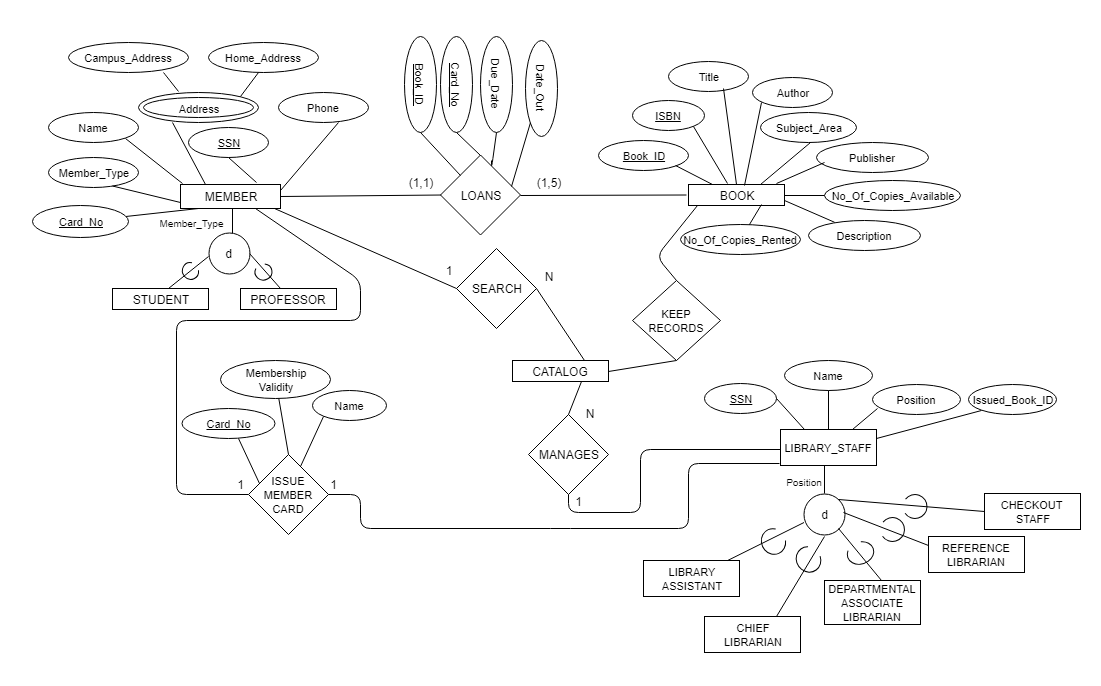 Campus_Address
Home_Address
Address
Phone
Name
SSN
Member_Type
MEMBER
Card_No
Member_Type
d
STUDENT
PROFESSOR
Book_ID
Card_No
Due_Date
Date_Out
(1,1)
LOANS
(1,5)
Title
Author
ISBN
Subject_Area
Book_ID
Publisher
BOOK
No_Of_Copies_Available
No_Of_Copies_Rented
Description
1
SEARCH
N
KEEP
RECORDS
CATALOG
N
MANAGES
1
Membership
Validity
Name
Card_No
1
ISSUE
MEMBER
CARD
1
Name
SSN
Position
Issued_Book_ID
LIBRARY_STAFF
Position
d
CHECKOUT
STAFF
REFERENCE
LIBRARIAN
LIBRARY
ASSISTANT
DEPARTMENTAL
ASSOCIATE
LIBRARIAN
CHIEF
LIBRARIAN